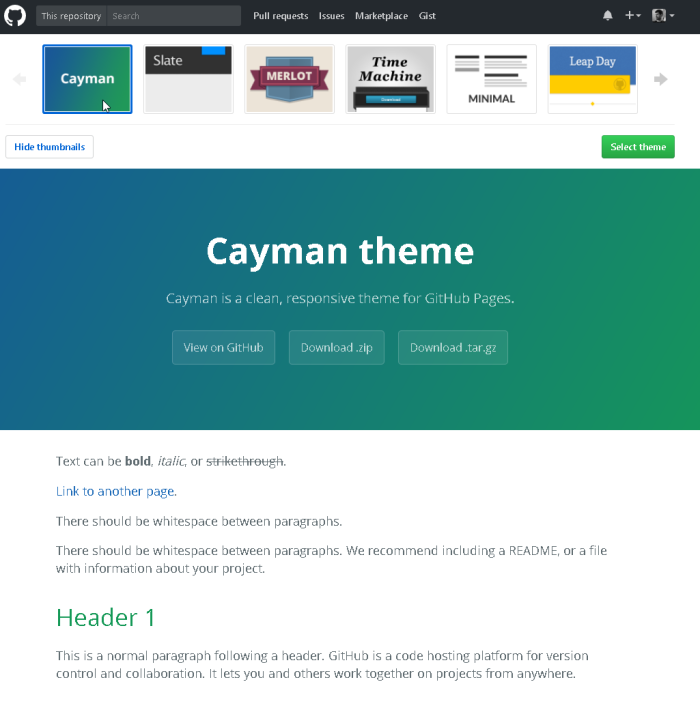 This repository Search Pull requests Issues Marketplace Gist
Cayman
Slate
MERLOT
Time
Machine
Download
MINIMAL
Leap Day
Hide thumbnails
Select theme
Cayman theme
Cayman is a clean, responsive theme for GitHub Pages.
View on GitHub
Download .zip
Download .tar.gz
Text can be bold, italic, or strikethrough.
Link to another page.
There should be whitespace between paragraphs.
There should be whitespace between paragraphs. We recommend including a README, or a file
with information about your project.
Header 1
This is a normal paragraph following a header. GitHub is a code hosting platform for version
control and collaboration. It lets you and others work together on projects from anywhere.